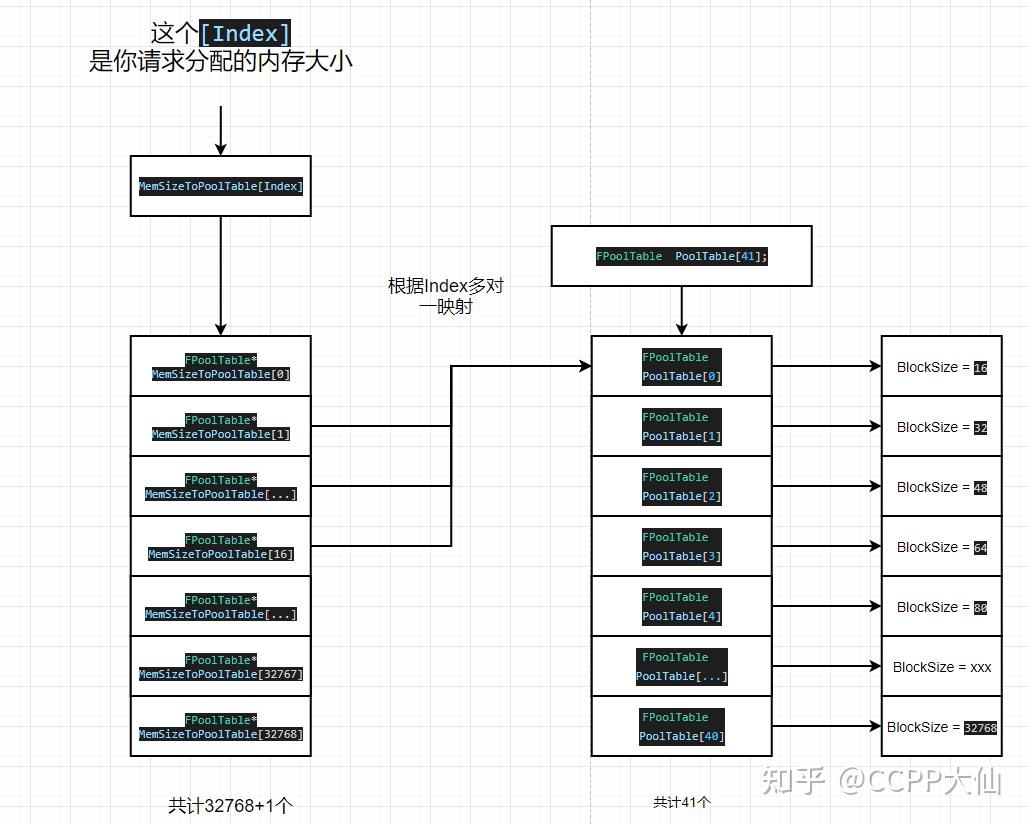 这个[Index]
是你请求分配的内存大小
MemSizeToPoolTable[Index]
FPoolTable PoolTable[41];
根据Index多对
一映射
FPoolTable*
MemSizeToPoolTable[0]
FPoolTable*
MemSizeToPoolTable[1]
FPoolTable*
MemSizeToPoolTable[...]
FPoolTable*
MemSizeToPoolTable[16]
FPoolTable*
MemSizeToPoolTable[...]
FPoolTable*
MemSizeToPoolTable[32767]
FPoolTable*
MemSizeToPoolTable[32768]
共计32768+1个
FPoolTable
PoolTable[0]
FPoolTable
PoolTable[1]
FPoolTable
PoolTable[2]
FPoolTable
PoolTable[3]
FPoolTable
PoolTable[4]
FPoolTable
PoolTable[...]
FPoolTable
PoolTable[40]
共计41个
BlockSize = 16
BlockSize = 32
BlockSize = 48
BlockSize = 64
BlockSize = 80
BlockSize = xxx
BlockSize = 32768
知乎 @CCPP大仙